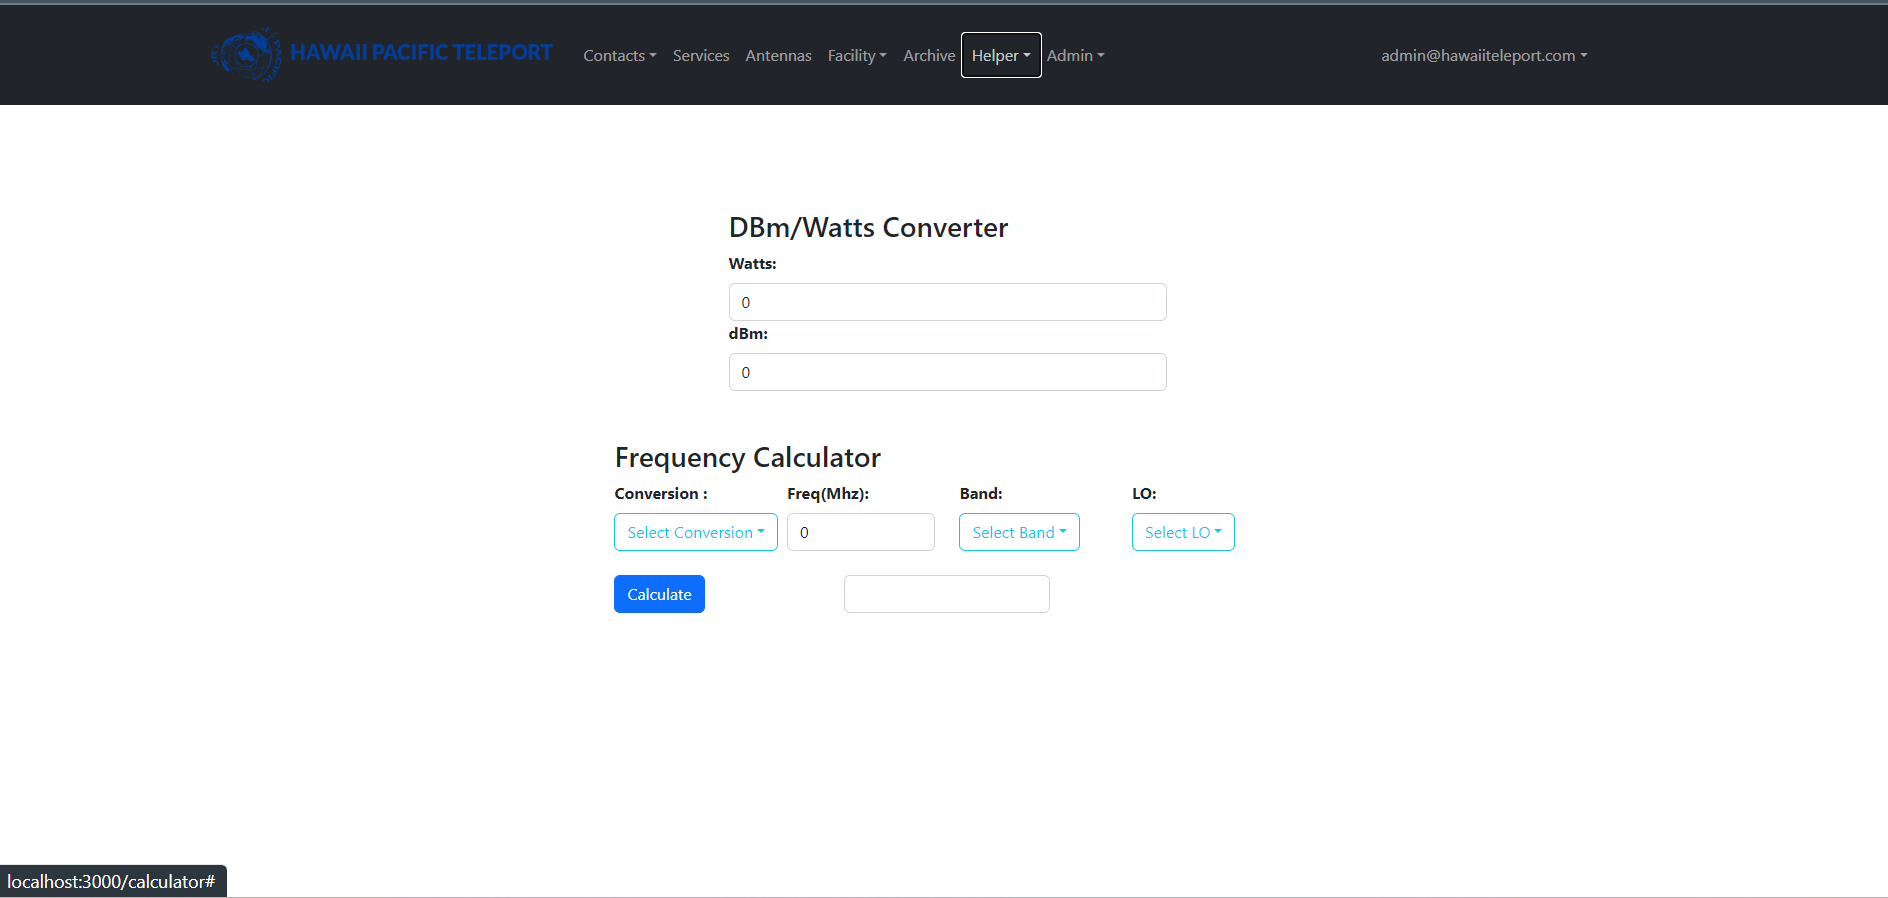 HAWAII PACIFIC TELEPORT Contacts Services Antennas Facility Archive Helper Admin admin@hawaiiteleport.com
DBm/Watts Converter
Watts:
0
dBm:
0
Frequency Calculator
Conversion : Freq(Mhz): Band: LO:
Select Conversion 0 Select Band Select LO
Calculate
localhost:3000/calculator#